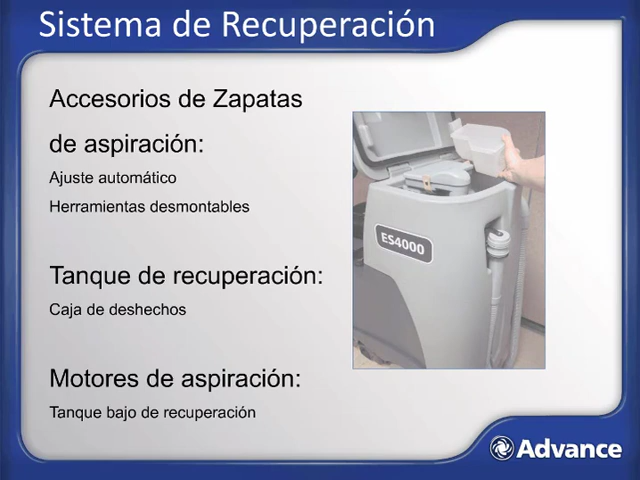 Sistema de Recuperación
Accesorios de Zapatas
de aspiración:
Ajuste automático
Herramientas desmontables
Tanque de recuperación:
Caja de deshechos
Motores de aspiración:
Tanque bajo de recuperación
ES4000
Advance